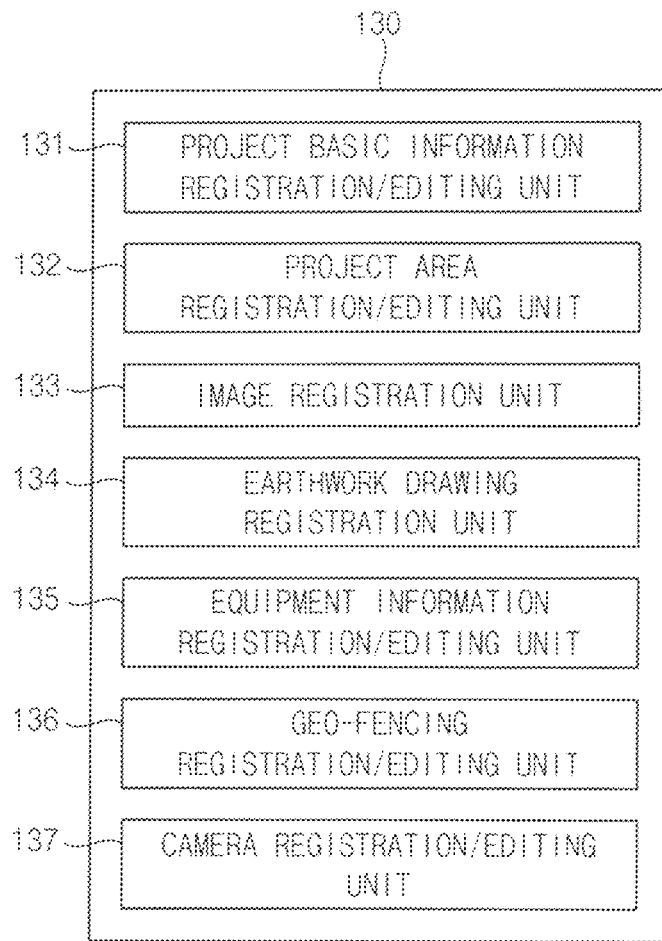 130
131
PROJECT BASIC INFORMATION
REGISTRATION/EDITING UNIT
132
PROJECT AREA
REGISTRATION/EDITING UNIT
133
IMAGE REGISTRATION UNIT
134
EARTHWORK DRAWING
REGISTRATION UNIT
135
EQUIPMENT INFORMATION
REGISTRATION/EDITING UNIT
136
GEO-FENCING
REGISTRATION/EDITING UNIT
137
CAMERA REGISTRATION/EDITING
UNIT